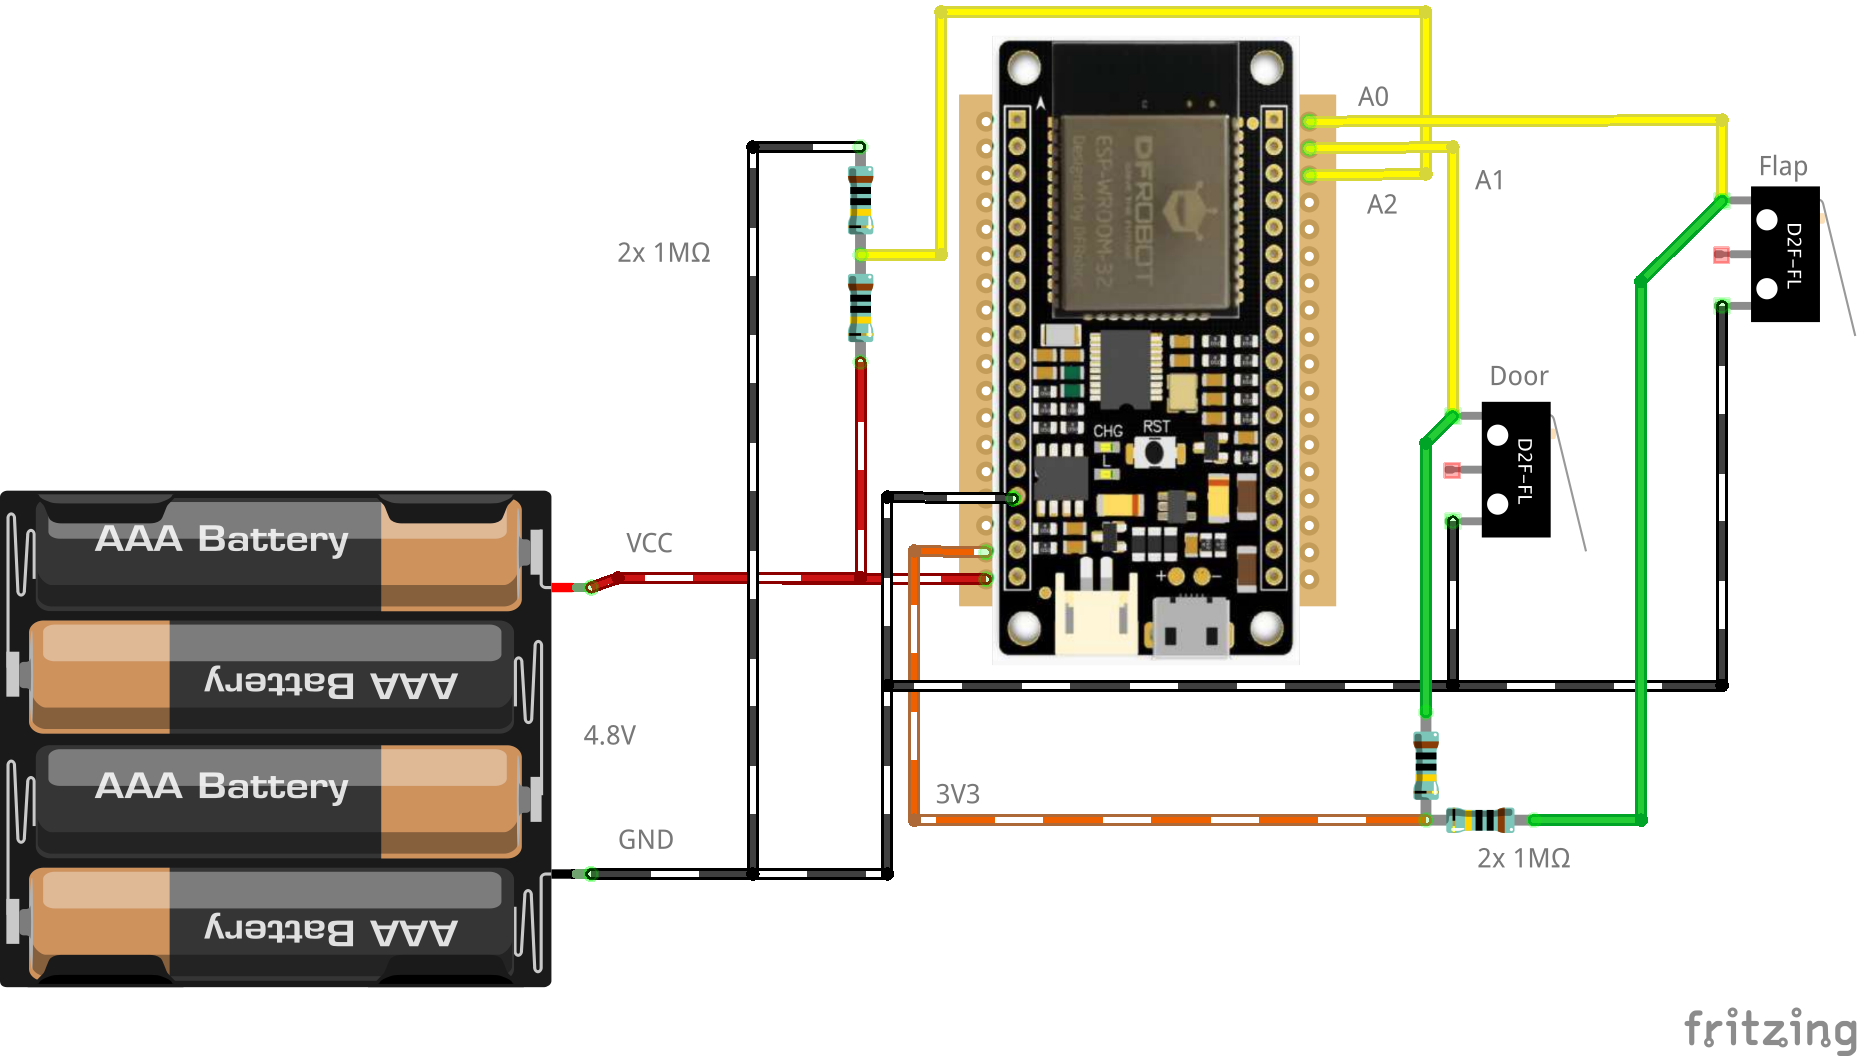 A0
A1
A2
Flap
D2F-FL
2x 1MΩ
DFROBOT
ESP-WROOM-32
Designed by DFRobot
Door
D2F-FL
CHG
RST
L
AAA Battery
AAA Battery
AAA Battery
AAA Battery
VCC
4.8V
GND
+
−
3V3
2x 1MΩ
fritzing